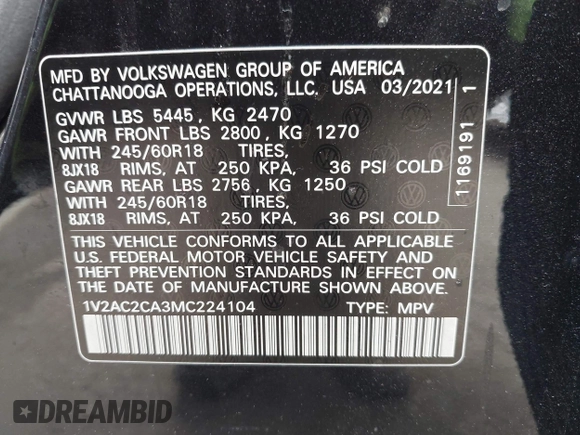 MFD BY VOLKSWAGEN GROUP OF AMERICA
CHATTANOOGA OPERATIONS, LLC. USA 03/2021
GVWR LBS 5445 , KG 2470
GAWR FRONT LBS 2800 , KG 1270
WITH 245/60R18 TIRES,
8JX18 RIMS, AT 250 KPA, 36 PSI COLD
GAWR REAR LBS 2756 , KG 1250
WITH 245/60R18 TIRES,
8JX18 RIMS, AT 250 KPA, 36 PSI COLD
THIS VEHICLE CONFORMS TO ALL APPLICABLE
U.S. FEDERAL MOTOR VEHICLE SAFETY AND
THEFT PREVENTION STANDARDS IN EFFECT ON
THE DATE OF MANUFACTURE SHOWN ABOVE.
1V2AC2CA3MC224104 TYPE: MPV
1169191 1
DREAMBID